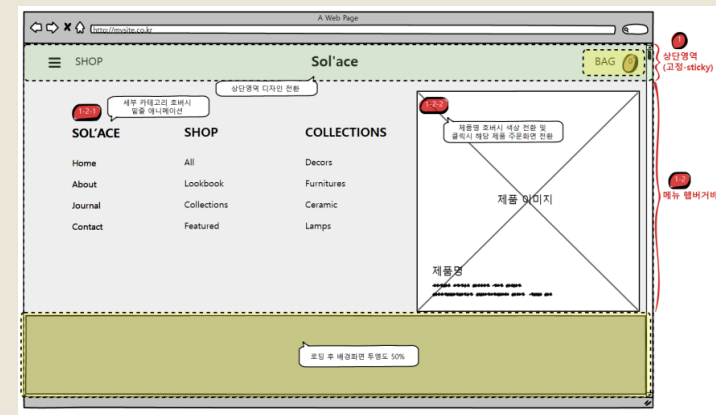 A Web Page
http://mysite.co.kr
SHOP
Sol'ace
BAG
0
1
상단영역
(고정-sticky)
상단영역 디자인 전환
1-2-1
세부 카테고리 호버시
밑줄 애니메이션
SOL'ACE
SHOP
COLLECTIONS
Home
All
Decors
About
Lookbook
Furnitures
Journal
Collections
Ceramic
Contact
Featured
Lamps
1-2-2
제품명 호버시 색상 전환 및
클릭시 해당 제품 주문화면 전환
제품 이미지
제품명
1-2
메뉴 햄버거바
로딩 후 배경화면 투명도 50%